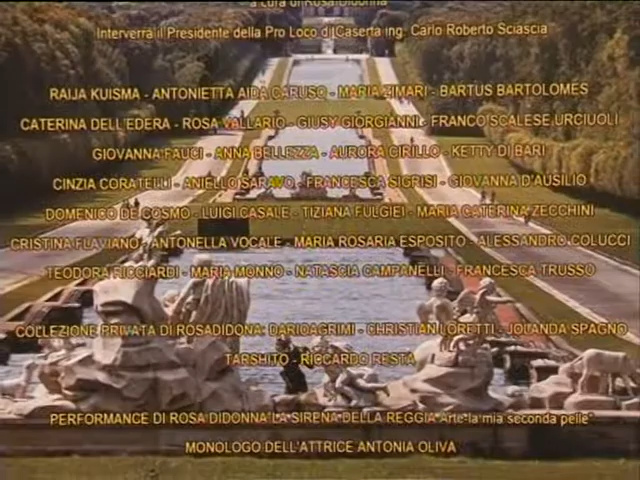 a cura di RosaDidonna
Interverrà il Presidente della Pro Loco di Caserta ing. Carlo Roberto Sciascia
RAIJA KUISMA - ANTONIETTA AIDA CARUSO - MARIA ZIMARI - BARTUS BARTOLOMES
CATERINA DELL'EDERA - ROSA VALLARIO - GIUSY GIORGIANNI - FRANCO SCALESE URCIUOLI
GIOVANNA FAUCI - ANNA BELLEZZA - AURORA CIRILLO - KETTY DI BARI
CINZIA CORATELLI - ANIELLO SARAVO - FRANCESCA SIGRISI - GIOVANNA D'AUSILIO
DOMENICO DE COSMO - LUIGI CASALE - TIZIANA FULGIEI - MARIA CATERINA ZECCHINI
CRISTINA FLAVIANO - ANTONELLA VOCALE - MARIA ROSARIA ESPOSITO - ALESSANDRO COLUCCI
TEODORA RICCIARDI - MARIA MONNO - NATASCIA CAMPANELLI - FRANCESCA TRUSSO
COLLEZIONE PRIVATA DI ROSADIDONNA: DARIOAGRIMI - CHRISTIAN LORETTI - JOLANDA SPAGNO
TARSHITO - RICCARDO RESTA
PERFORMANCE DI ROSA DIDONNA"LA SIRENA DELLA REGGIA Arte-la mia seconda pelle"
MONOLOGO DELL'ATTRICE ANTONIA OLIVA